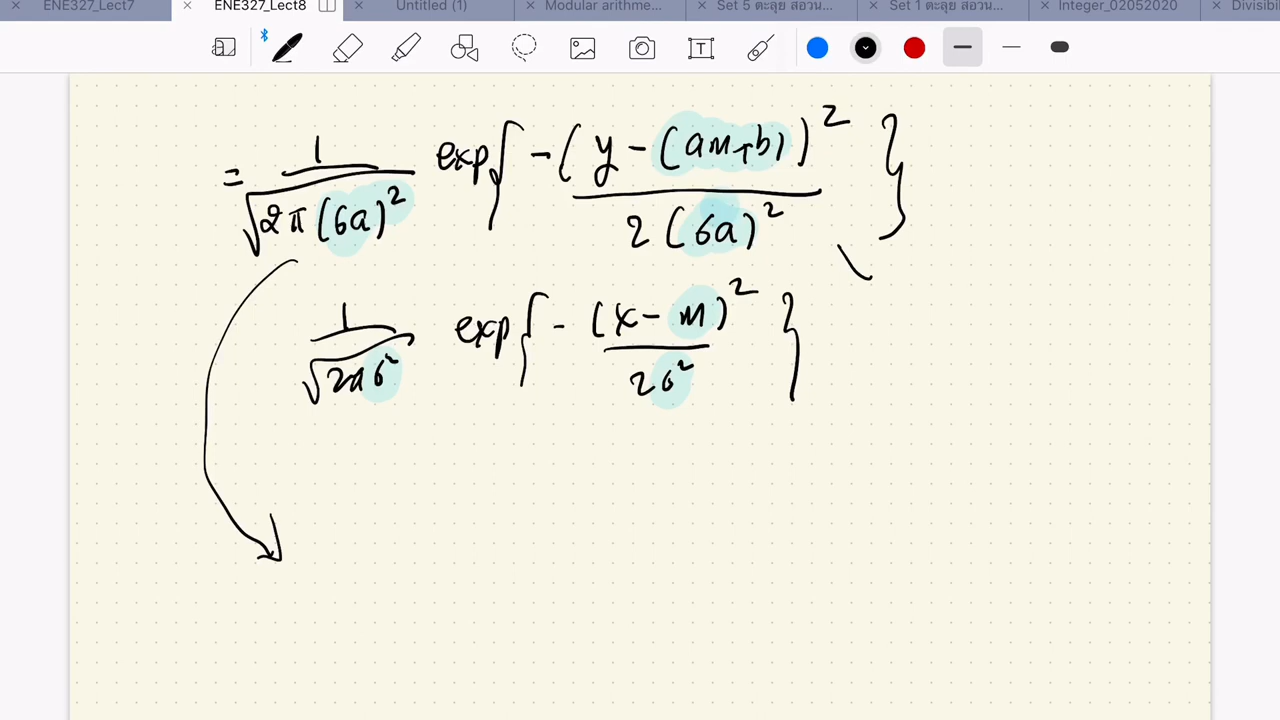 ENE327_Lect7 × ENE327_Lect8 Untitled (1) × Modular arithme... × Set 5 ตะลุย สอวน... × Set 1 ตะลุย สอวน... × Integer_02052020 × Divisibi
= 1/√(2π(σa)²) exp{ -(y - (am+b))² / 2(σa)² }
1/√(2πσ²) exp{ -(x - m)² / 2σ² }